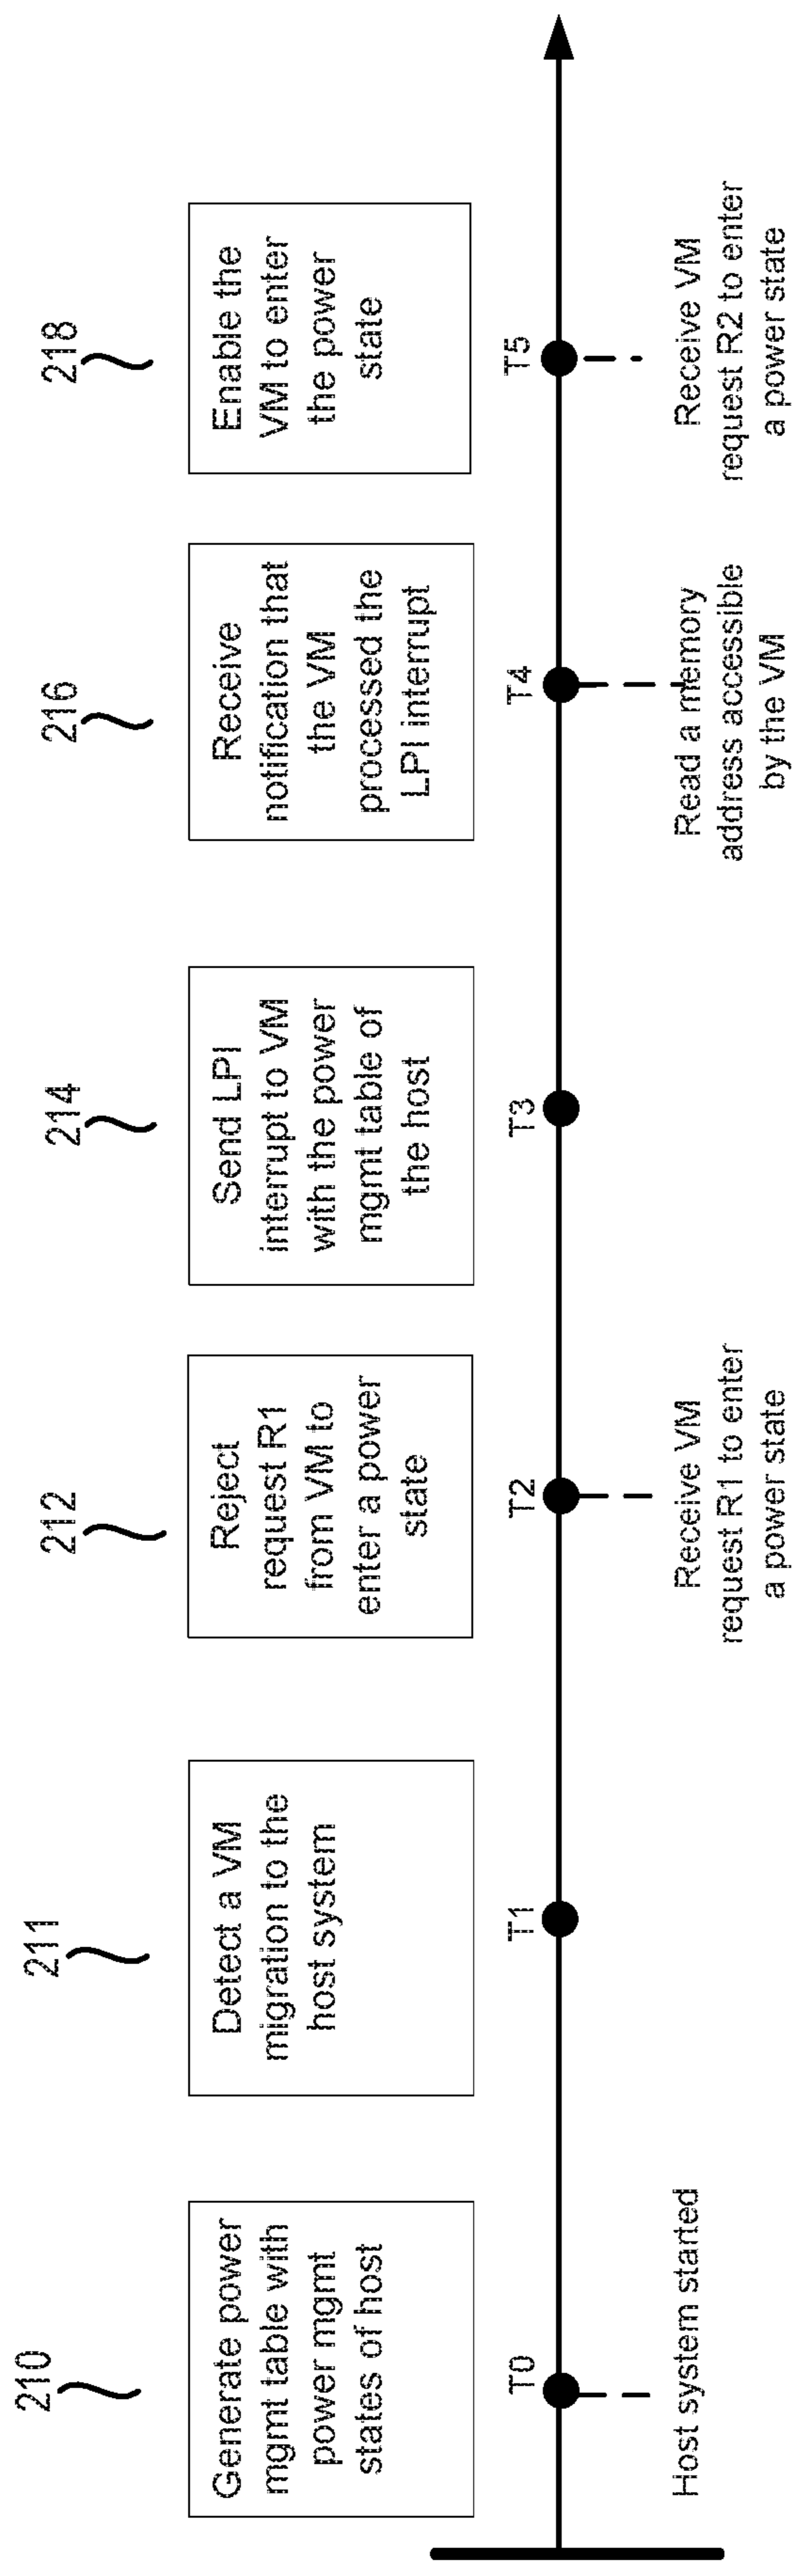 210
Generate power
mgmt table with
power mgmt
states of host
T0
Host system started
211
Detect a VM
migration to the
host system
T1
212
Reject
request R1
from VM to
enter a power
state
T2
Receive VM
request R1 to enter
a power state
214
Send LPI
interrupt to VM
with the power
mgmt table of
the host
T3
216
Receive
notification that
the VM
processed the
LPI interrupt
T4
Read a memory
address accessible
by the VM
218
Enable the
VM to enter
the power
state
T5
Receive VM
request R2 to enter
a power state